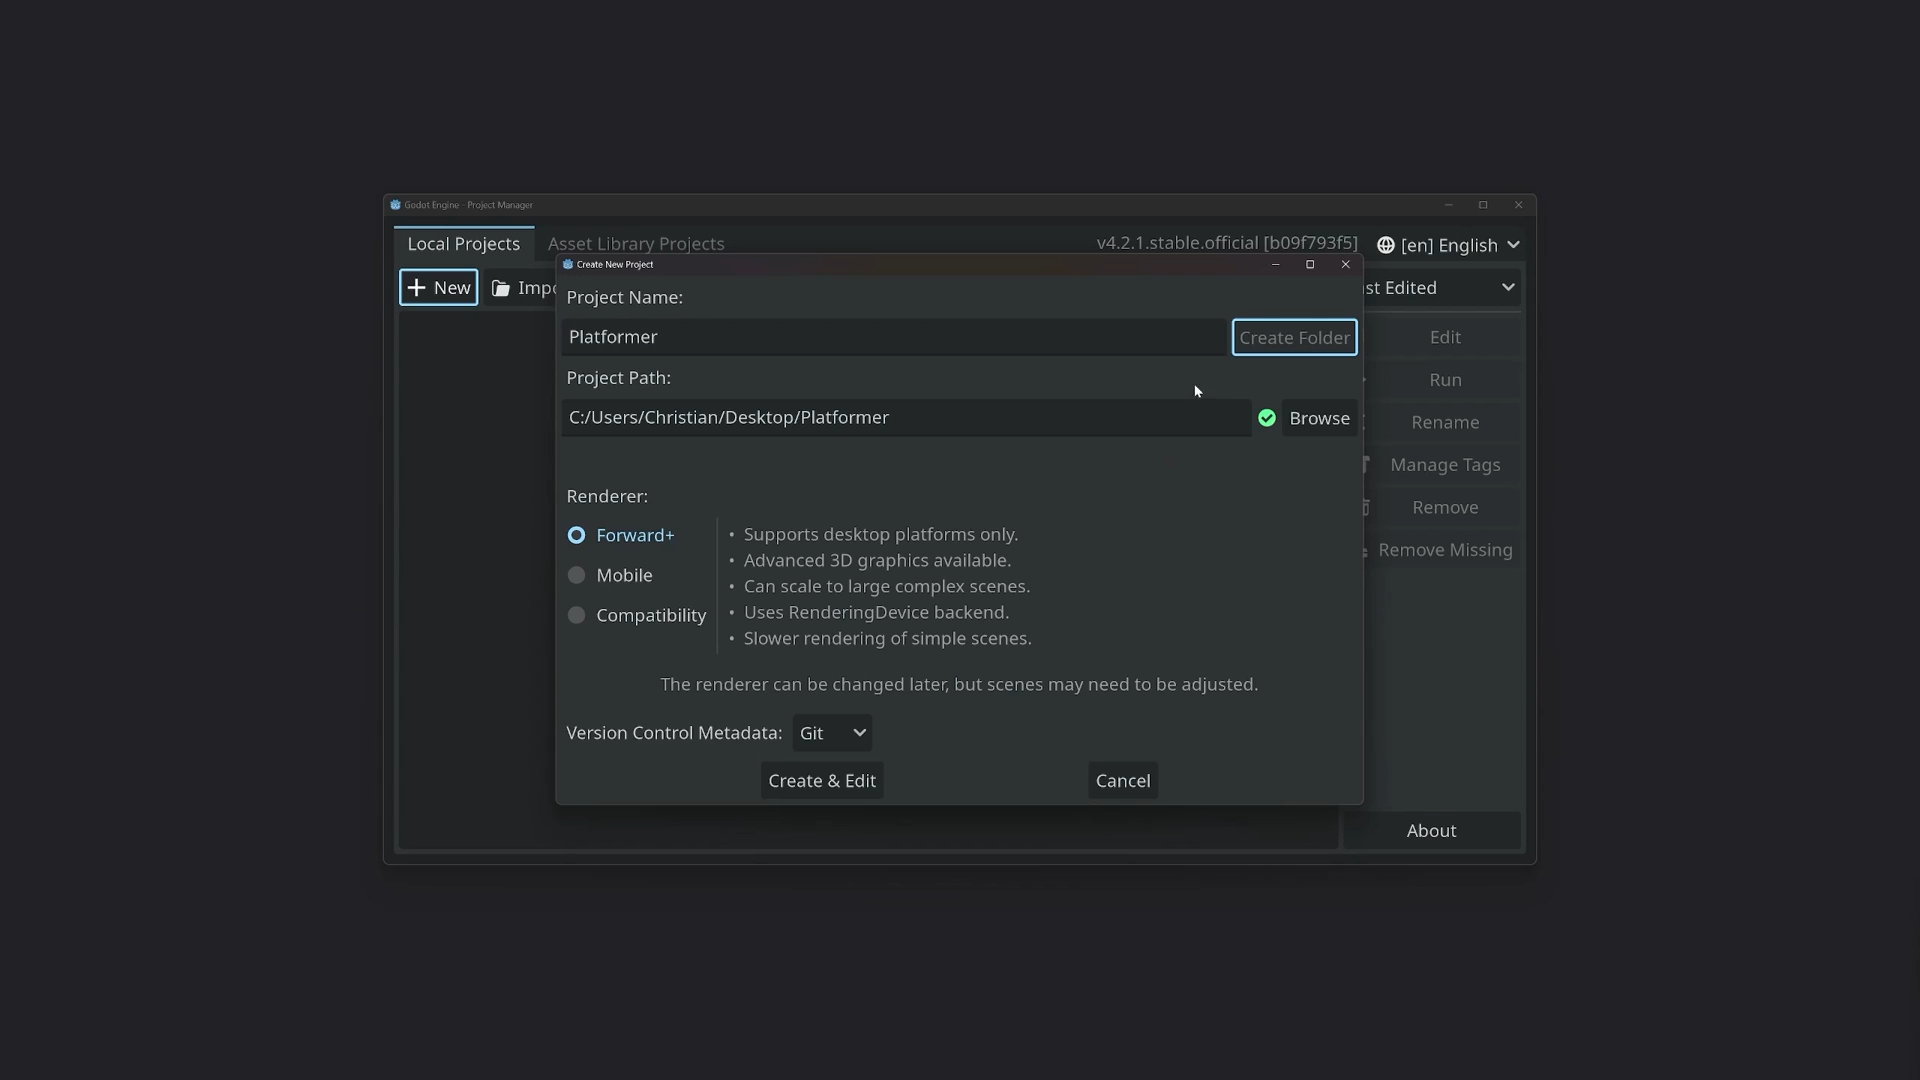 Godot Engine - Project Manager
Local Projects
Asset Library Projects
v4.2.1.stable.official [b09f793f5]
[en] English
Create New Project
+ New
Impo
st Edited
Project Name:
Platformer
Create Folder
Edit
Project Path:
Run
C:/Users/Christian/Desktop/Platformer
Browse
Rename
Manage Tags
Renderer:
Remove
Forward+
• Supports desktop platforms only.
Remove Missing
• Advanced 3D graphics available.
Mobile
• Can scale to large complex scenes.
Compatibility
• Uses RenderingDevice backend.
• Slower rendering of simple scenes.
The renderer can be changed later, but scenes may need to be adjusted.
Version Control Metadata:
Git
Create & Edit
Cancel
About